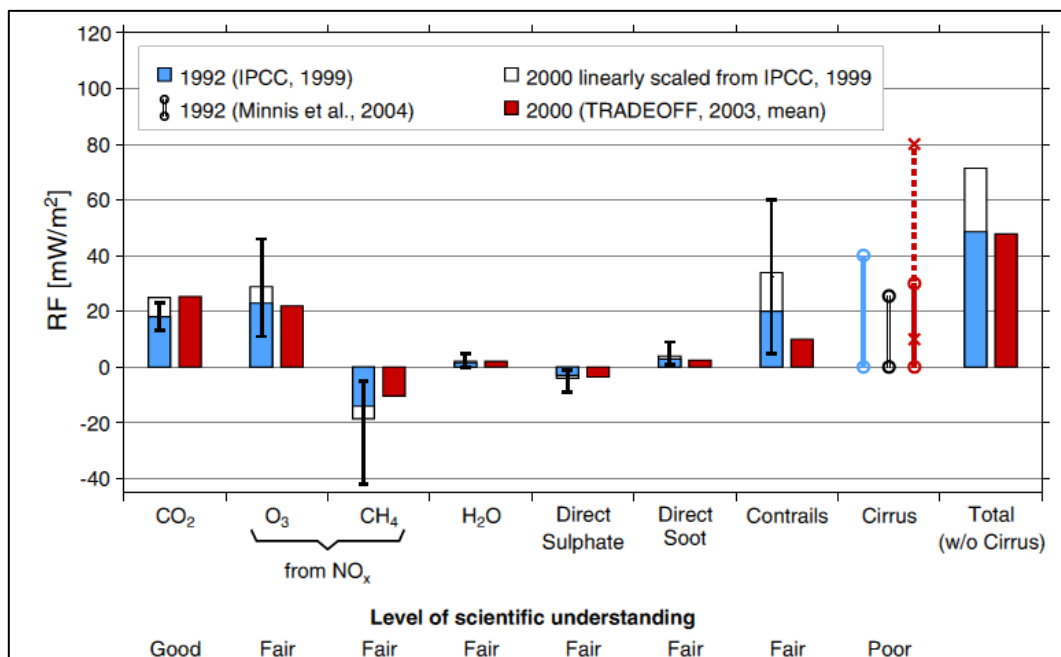 120
100
80
60
40
20
0
-20
-40
RF [mW/m²]
1992 (IPCC, 1999)
2000 linearly scaled from IPCC, 1999
1992 (Minnis et al., 2004)
2000 (TRADEOFF, 2003, mean)
CO₂ O₃ CH₄ H₂O Direct Sulphate Direct Soot Contrails Cirrus Total (w/o Cirrus)
from NOₓ
Level of scientific understanding
Good Fair Fair Fair Fair Fair Fair Poor